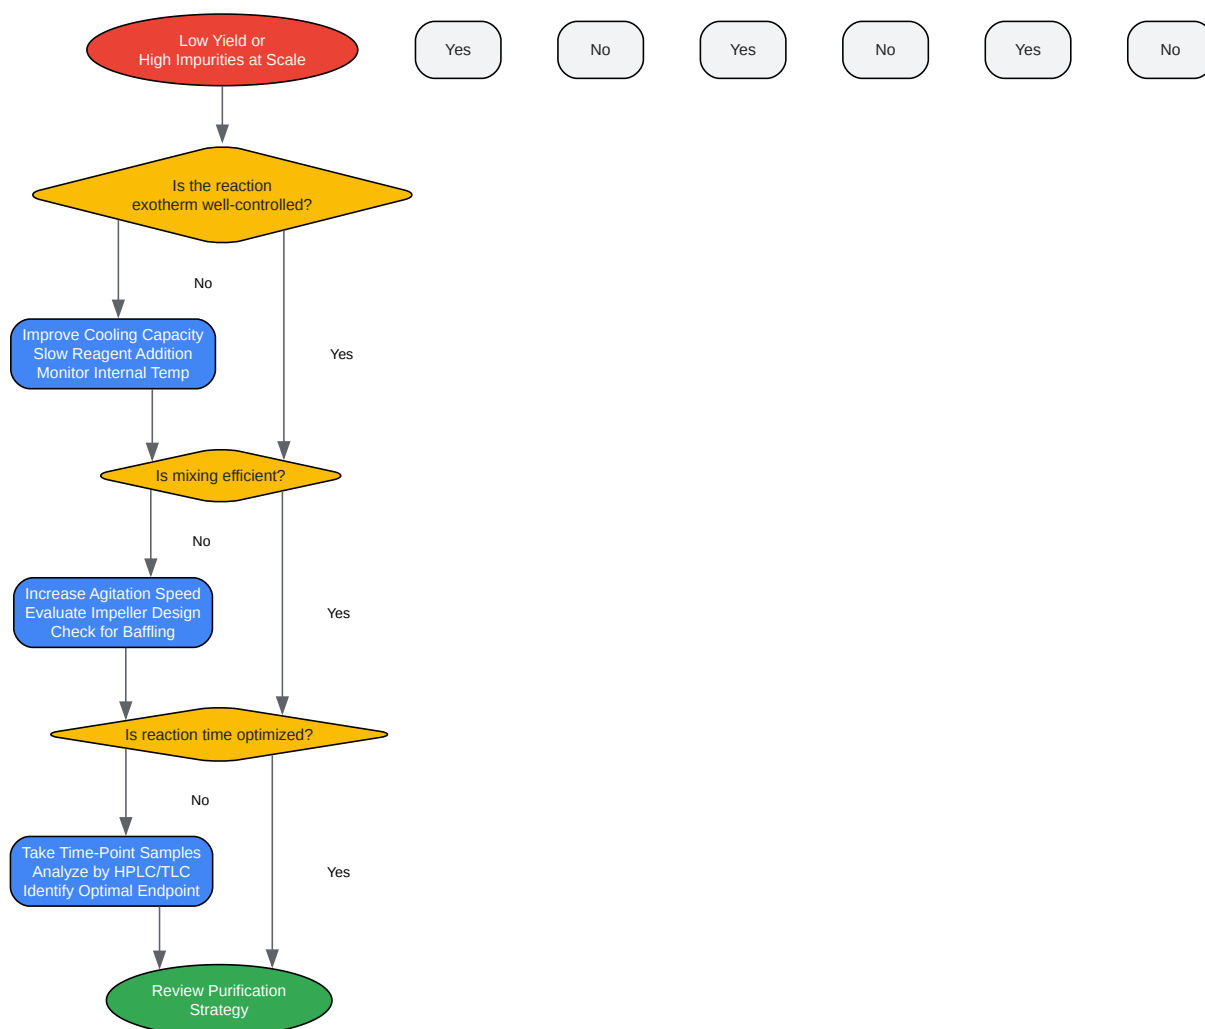 Low Yield or
High Impurities at Scale
Yes
No
Yes
No
Yes
No
Is the reaction
exotherm well-controlled?
No
Improve Cooling Capacity
Slow Reagent Addition
Monitor Internal Temp
Yes
Is mixing efficient?
No
Increase Agitation Speed
Evaluate Impeller Design
Check for Baffling
Yes
Is reaction time optimized?
No
Take Time-Point Samples
Analyze by HPLC/TLC
Identify Optimal Endpoint
Yes
Review Purification
Strategy